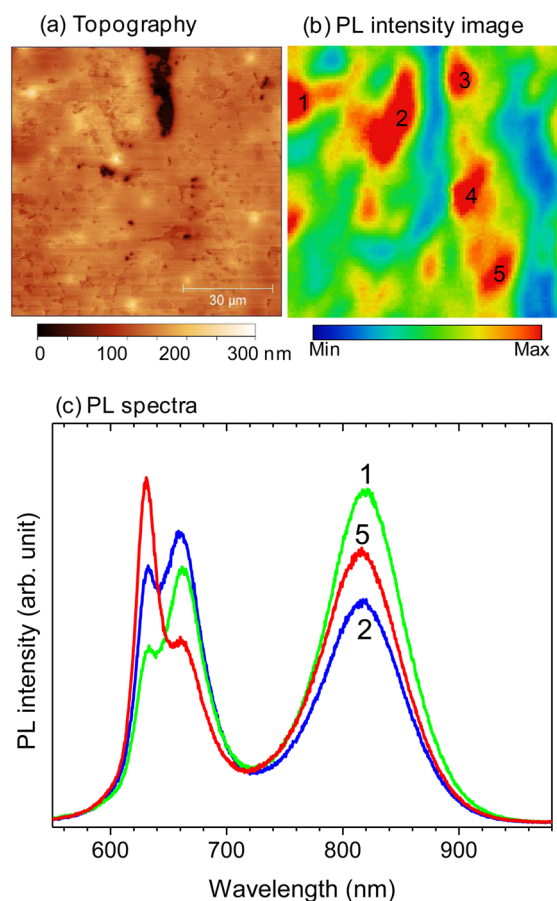 (a) Topography
(b) PL intensity image
30 μm
1
2
3
4
5
0 100 200 300 nm
Min Max
(c) PL spectra
PL intensity (arb. unit)
1
5
2
600 700 800 900
Wavelength (nm)